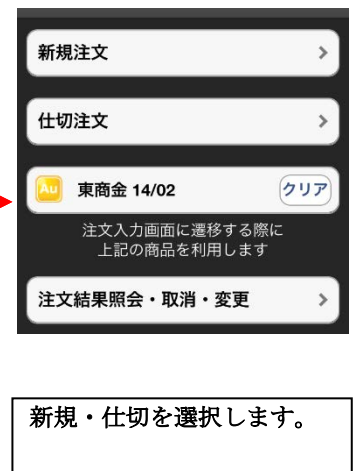 新規注文
仕切注文
Au 東商金 14/02 クリア
注文入力画面に遷移する際に
上記の商品を利用します
注文結果照会・取消・変更
新規・仕切を選択します。